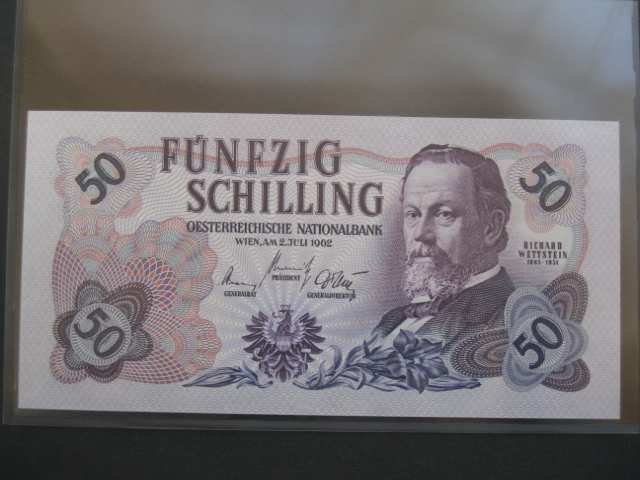 50
FÜNFZIG
SCHILLING
OESTERREICHISCHE NATIONALBANK
WIEN, AM 2. JULI 1962
PRÄSIDENT
GENERALRAT
GENERALDIREKTOR
50
RICHARD
WETTSTEIN
1863 - 1931
50
50